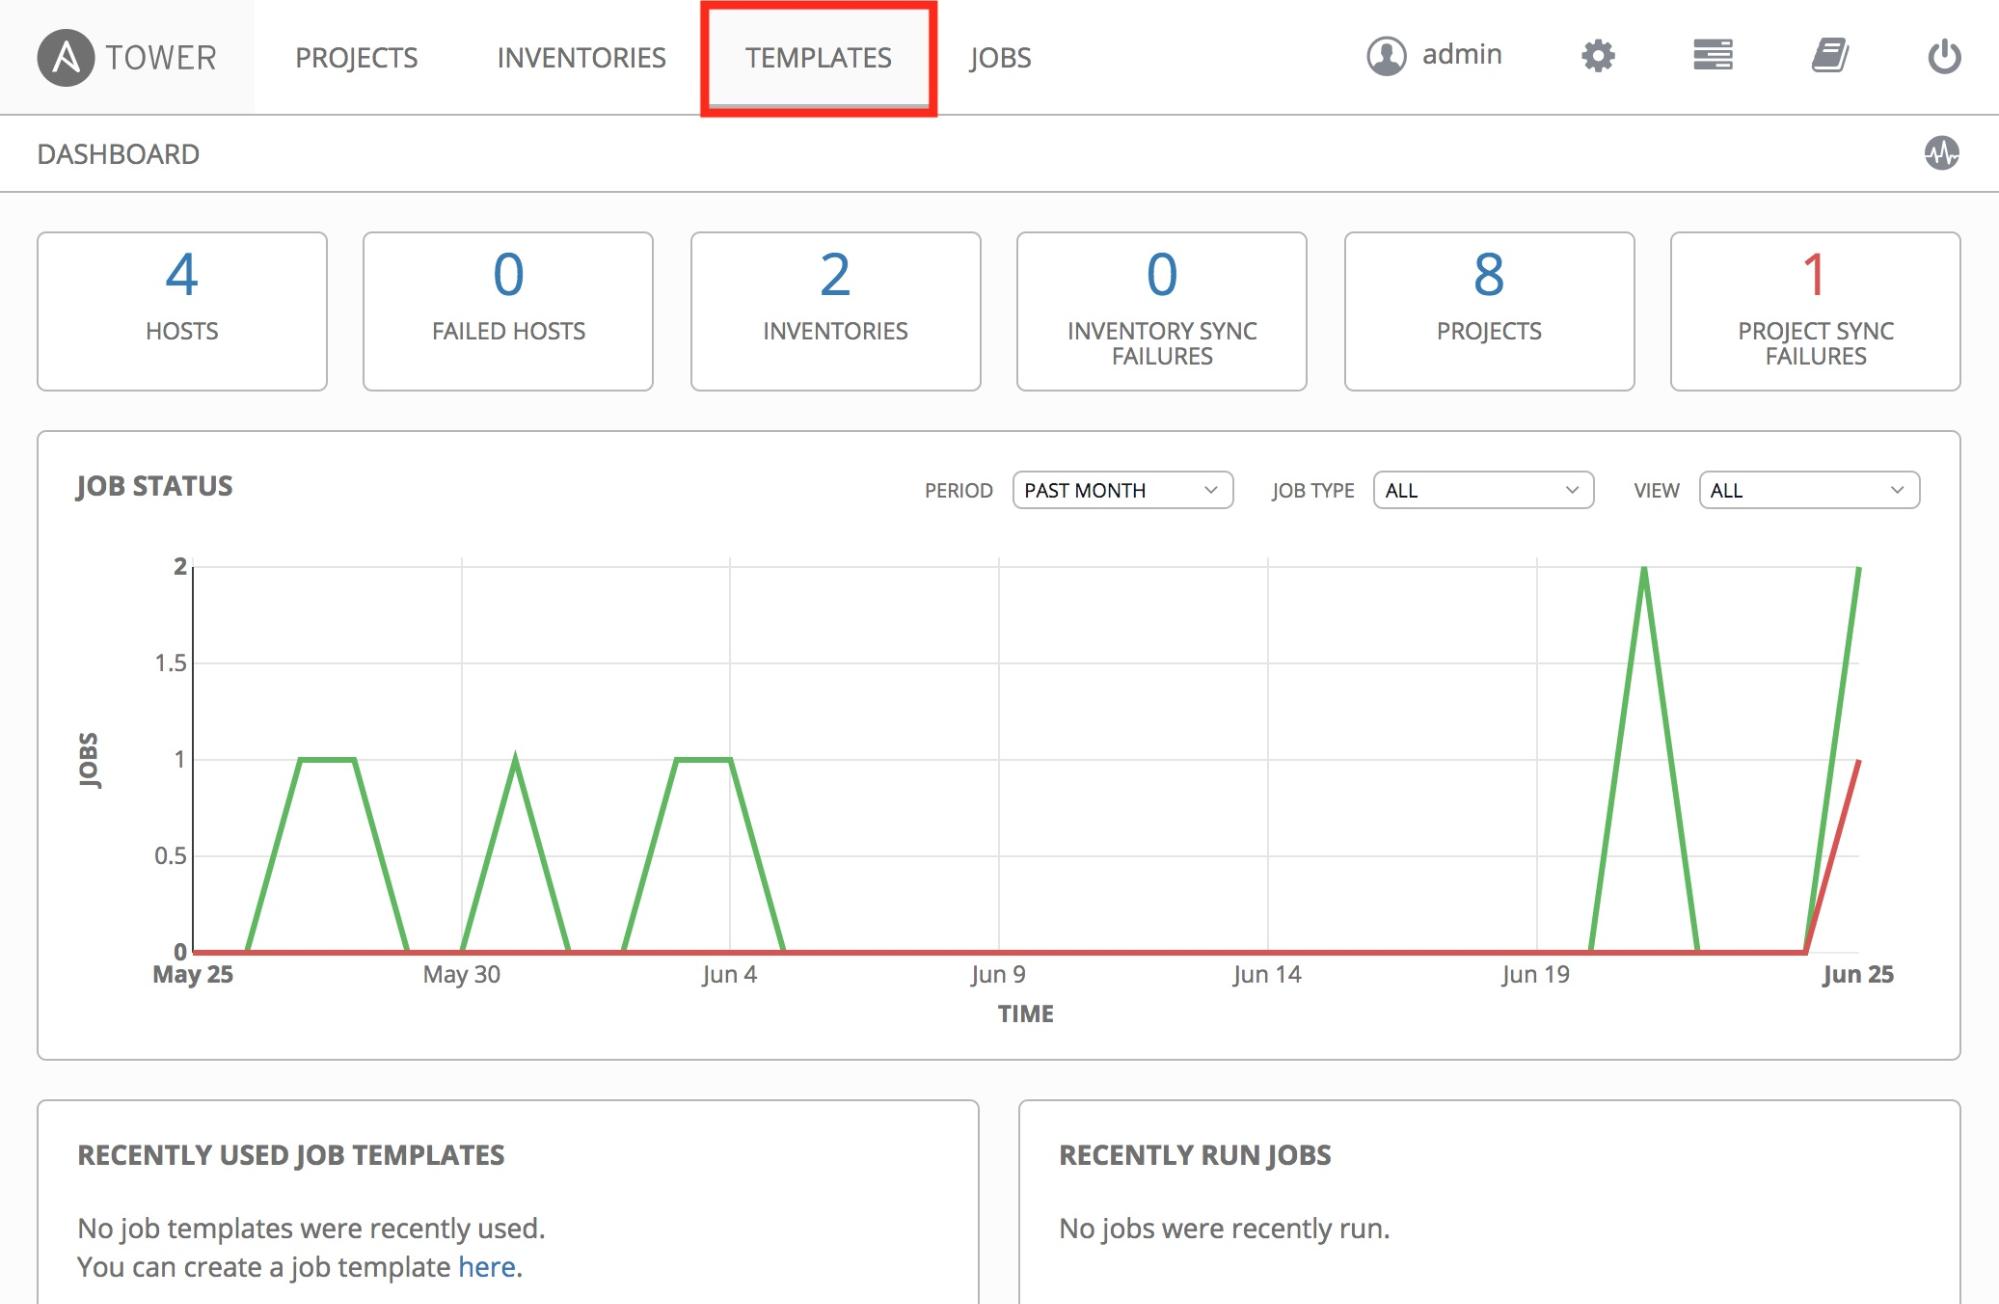 TOWER PROJECTS INVENTORIES TEMPLATES JOBS admin
DASHBOARD
4
HOSTS
0
FAILED HOSTS
2
INVENTORIES
0
INVENTORY SYNC
FAILURES
8
PROJECTS
1
PROJECT SYNC
FAILURES
JOB STATUS
PERIOD PAST MONTH JOB TYPE ALL VIEW ALL
2
1.5
1
0.5
0
JOBS
May 25 May 30 Jun 4 Jun 9 Jun 14 Jun 19 Jun 25
TIME
RECENTLY USED JOB TEMPLATES
No job templates were recently used.
You can create a job template here.
RECENTLY RUN JOBS
No jobs were recently run.